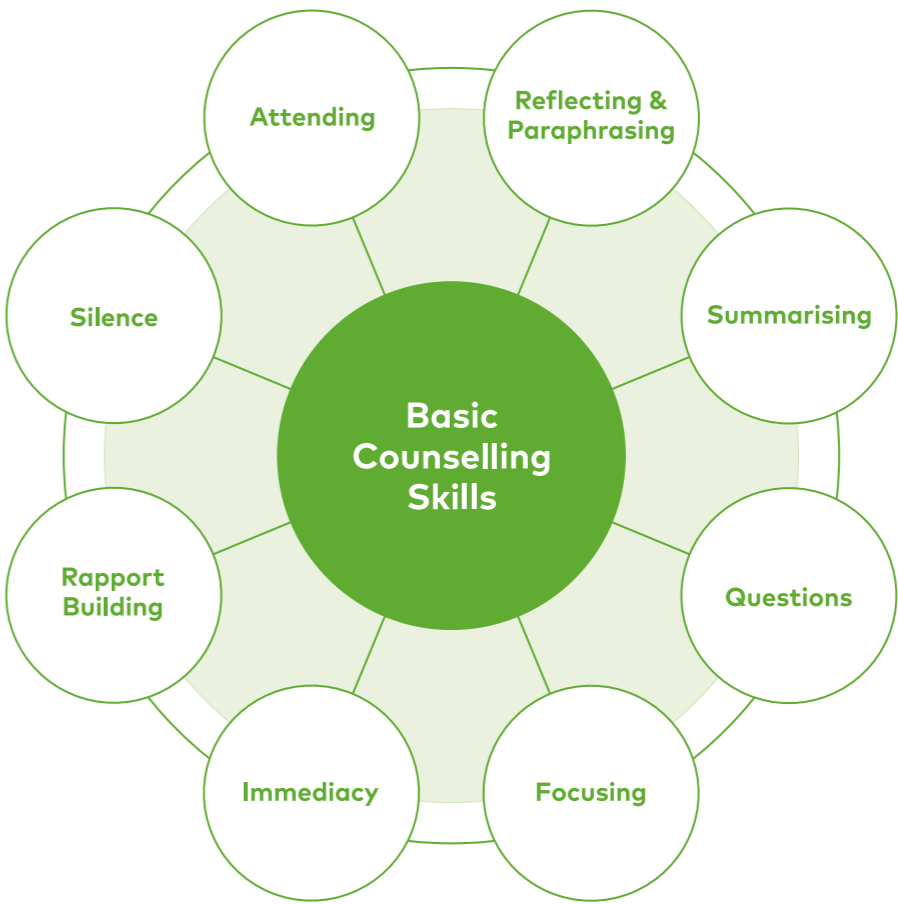 Attending
Reflecting &
Paraphrasing
Silence
Summarising
Basic
Counselling
Skills
Rapport
Building
Questions
Immediacy
Focusing